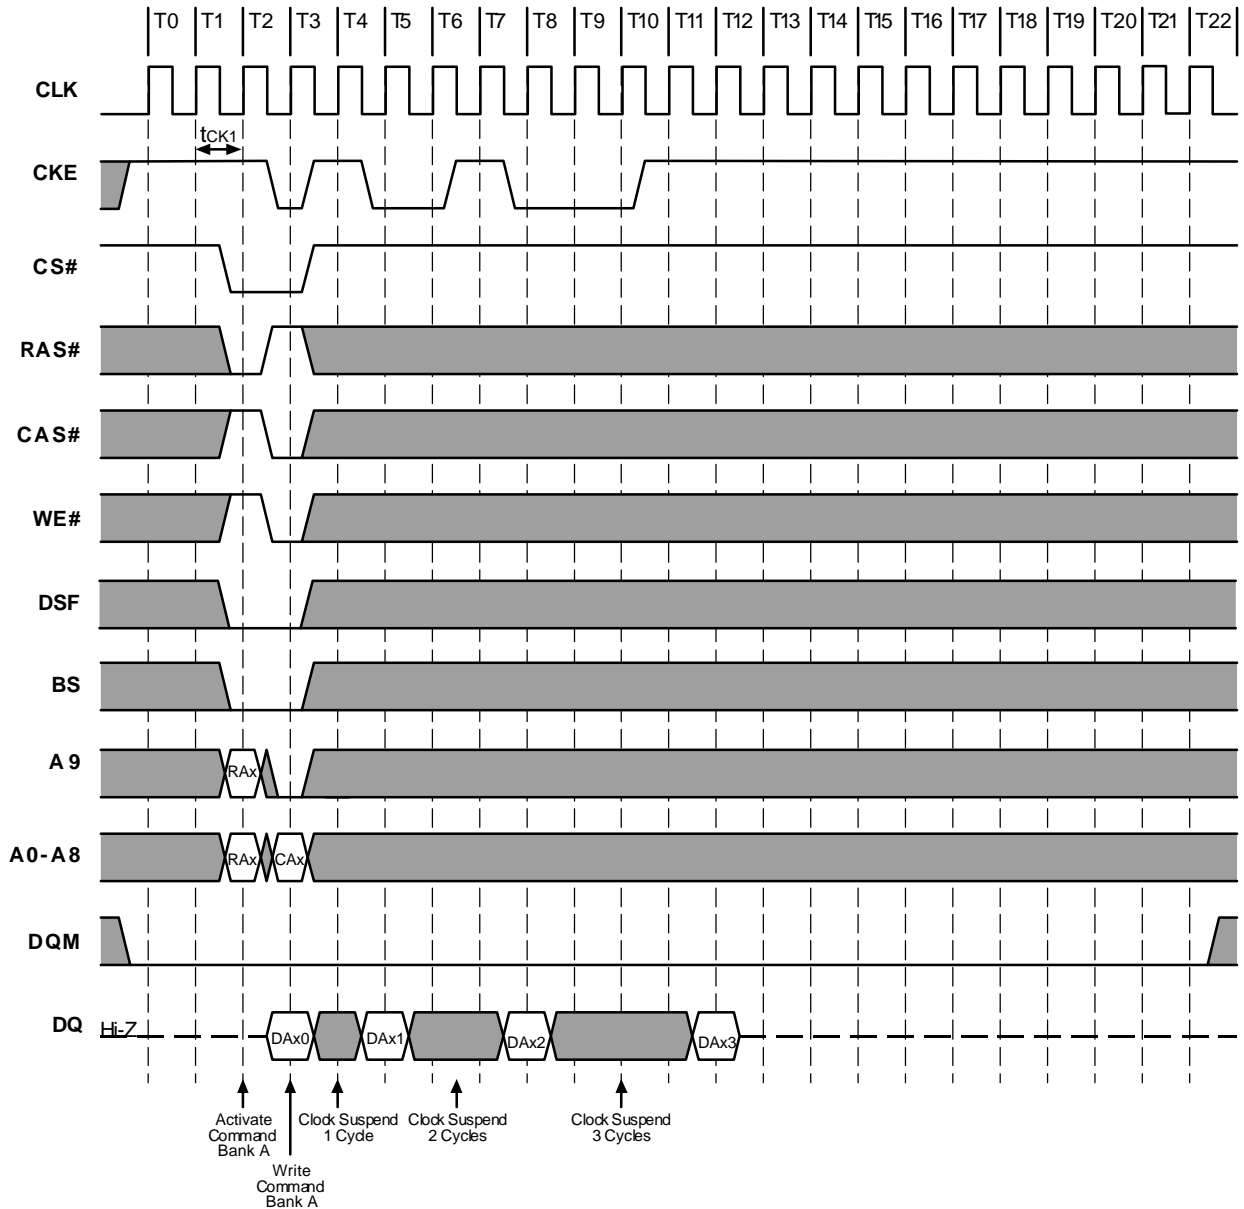 T0 T1 T2 T3 T4 T5 T6 T7 T8 T9 T10 T11 T12 T13 T14 T15 T16 T17 T18 T19 T20 T21 T22
CLK
tCK1
CKE
CS#
RAS#
CAS#
WE#
DSF
BS
A9
RAx
A0-A8
RAx CAx
DQM
DQ
Hi-Z
DAx0 DAx1 DAx2 DAx3
Activate
Command
Bank A
Write
Command
Bank A
Clock Suspend
1 Cycle
Clock Suspend
2 Cycles
Clock Suspend
3 Cycles